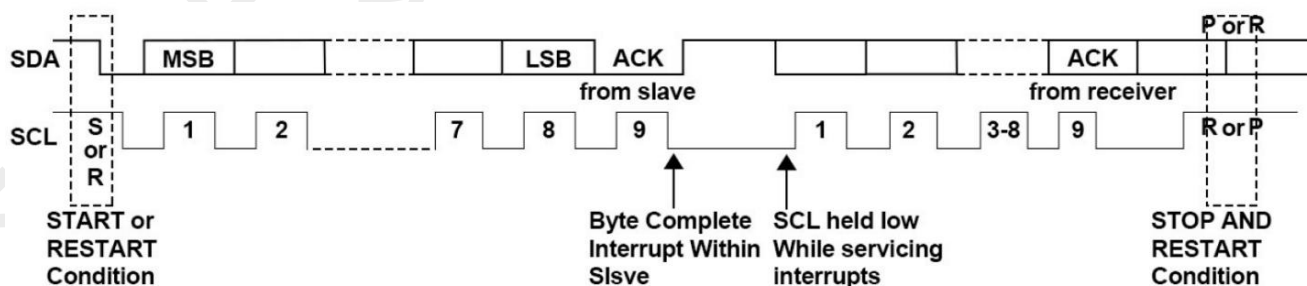 P or R
SDA MSB LSB ACK ACK
from slave from receiver
SCL S or R 1 2 7 8 9 1 2 3-8 9 R or P
START or
RESTART
Condition
Byte Complete
Interrupt Within
SIsve
SCL held low
While servicing
interrupts
STOP AND
RESTART
Condition